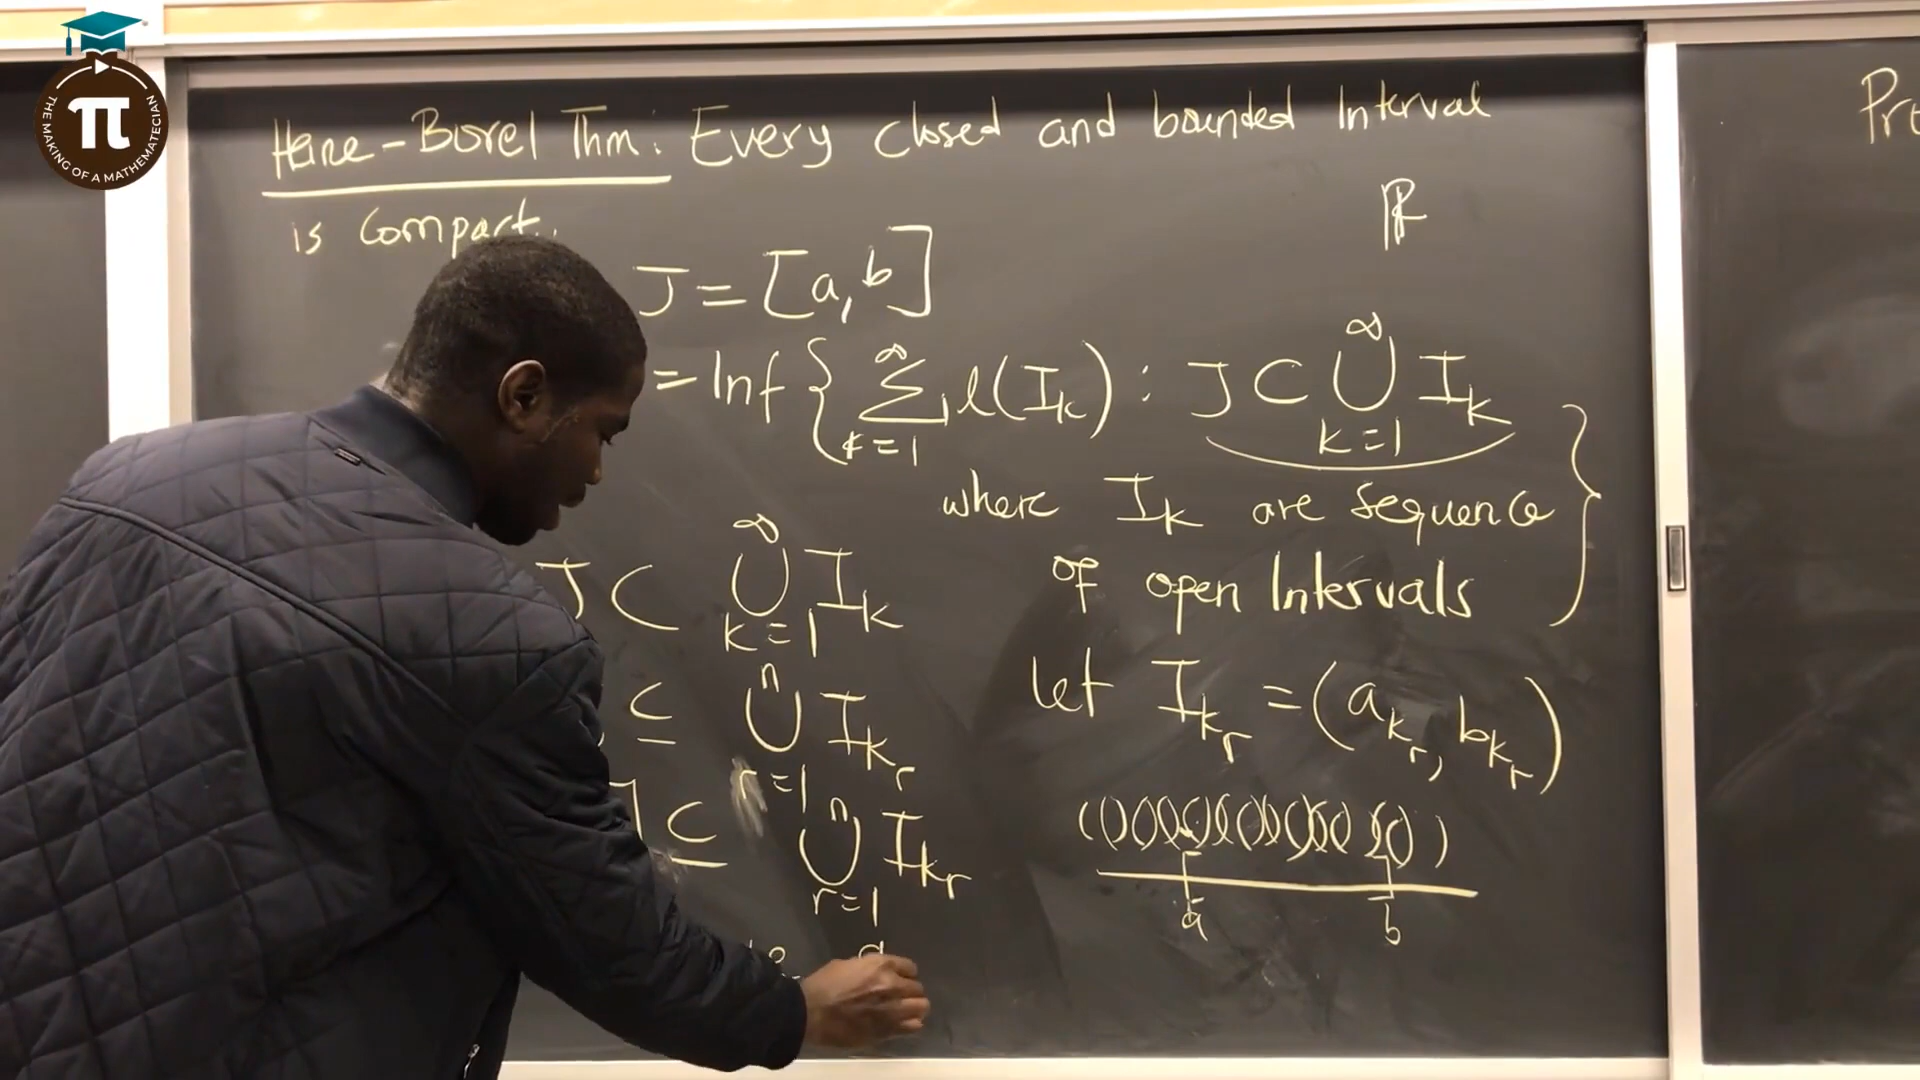 THE MAKING OF A MATHEMATECIAN
π
Heine-Borel Thm: Every closed and bounded Interval
is compact.
ℝ
J = [a, b]
= Inf { ∑_{k=1}^{∞} l(I_k) : J ⊂ ⋃_{k=1}^{∞} I_k
where I_k are sequence
of open Intervals }
J ⊂ ⋃_{k=1}^{∞} I_k
⊆ ⋃_{r=1}^{n} I_{k_r}
] ⊆ ⋃_{r=1}^{n} I_{k_r}
let I_{k_r} = (a_{k_r}, b_{k_r})
a b
Pro